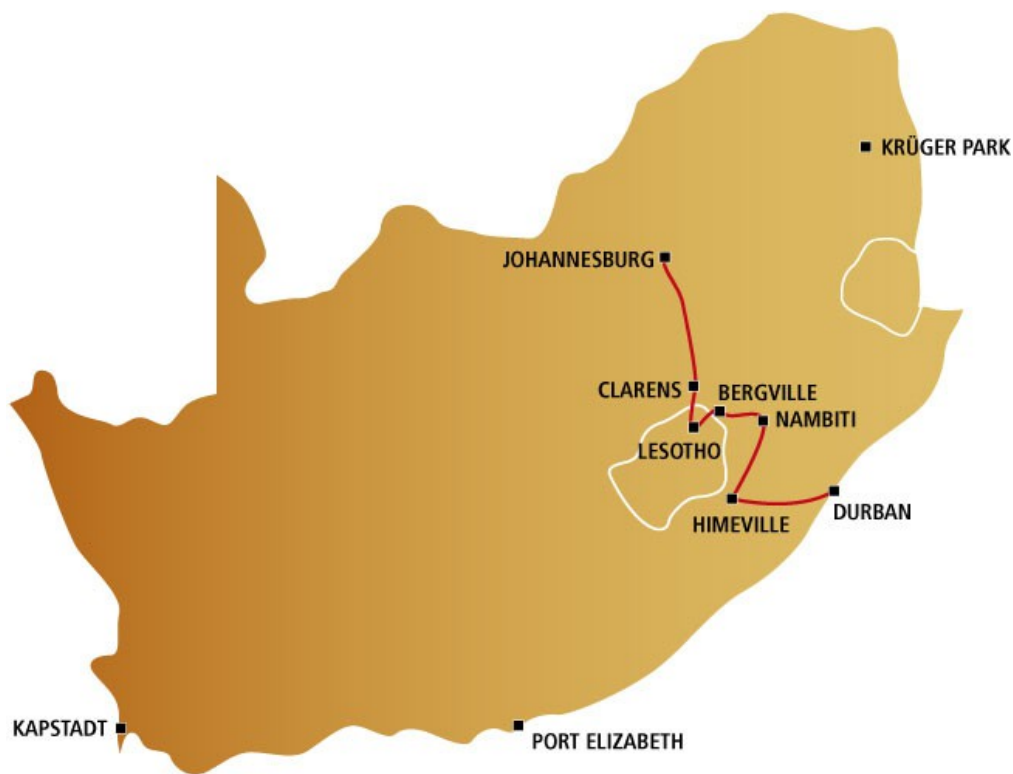 KRÜGER PARK
JOHANNESBURG
CLARENS
BERGVILLE
NAMBITI
LESOTHO
HIMEVILLE
DURBAN
KAPSTADT
PORT ELIZABETH